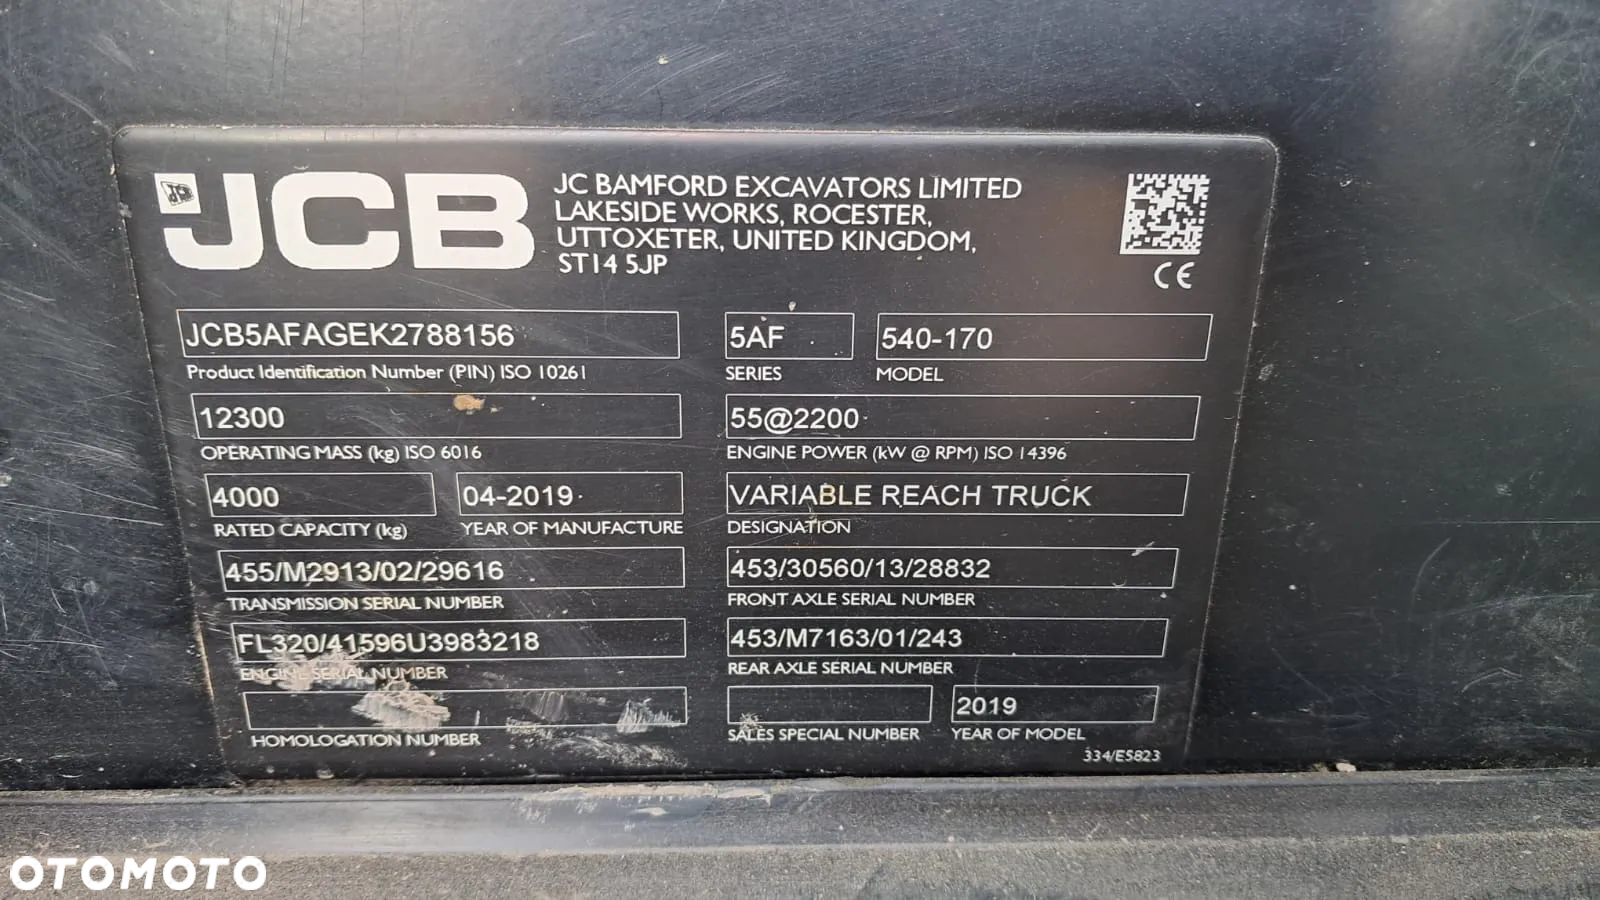 JCB
JC BAMFORD EXCAVATORS LIMITED
LAKESIDE WORKS, ROCESTER,
UTTOXETER, UNITED KINGDOM,
ST14 5JP
CE
JCB5AFAGEK2788156
Product Identification Number (PIN) ISO 10261
5AF
SERIES
540-170
MODEL
12300
OPERATING MASS (kg) ISO 6016
55@2200
ENGINE POWER (kW @ RPM) ISO 14396
4000
RATED CAPACITY (kg)
04-2019
YEAR OF MANUFACTURE
VARIABLE REACH TRUCK
DESIGNATION
455/M2913/02/29616
TRANSMISSION SERIAL NUMBER
453/30560/13/28832
FRONT AXLE SERIAL NUMBER
FL320/41596U3983218
ENGINE SERIAL NUMBER
453/M7163/01/243
REAR AXLE SERIAL NUMBER
HOMOLOGATION NUMBER
SALES SPECIAL NUMBER
2019
YEAR OF MODEL
334/E5823
OTOMOTO